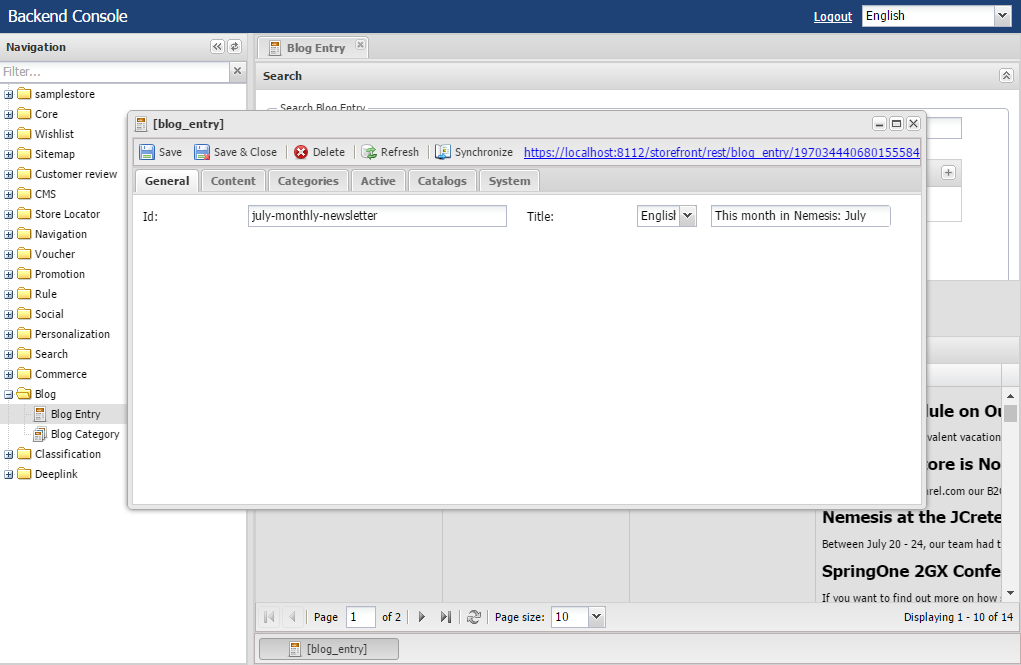 Backend Console
Logout English
Navigation
Filter...
samplestore
Core
Wishlist
Sitemap
Customer review
CMS
Store Locator
Navigation
Voucher
Promotion
Rule
Social
Personalization
Search
Commerce
Blog
Blog Entry
Blog Category
Classification
Deeplink
Blog Entry
Search
Search Blog Entry
[blog_entry]
Save Save & Close Delete Refresh Synchronize https://localhost:8112/storefront/rest/blog_entry/197034440680155584
General Content Categories Active Catalogs System
Id: july-monthly-newsletter Title: English This month in Nemesis: July
ule on Ou
valent vacation
ore is No
rel.com our B2C
Nemesis at the JCrete
Between July 20 - 24, our team had t
SpringOne 2GX Confe
If you want to find out more on how
Page 1 of 2 Page size: 10 Displaying 1 - 10 of 14
[blog_entry]